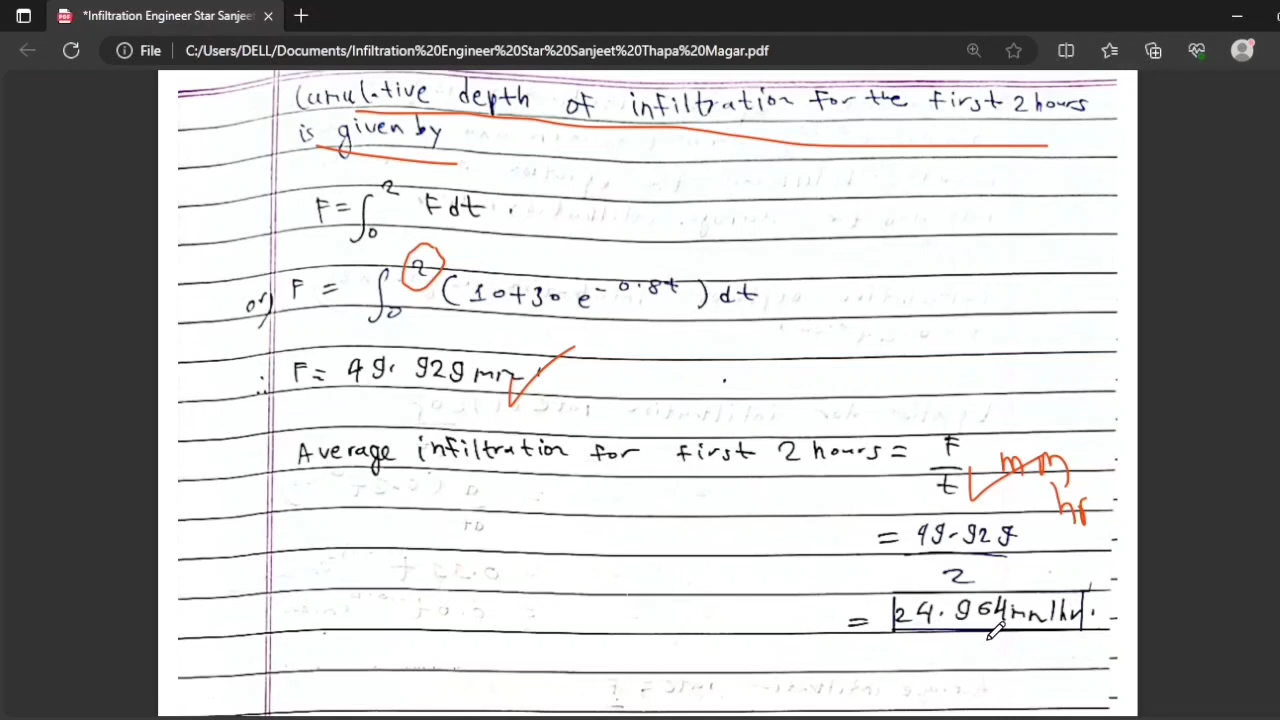 *Infiltration Engineer Star Sanjee
File C:/Users/DELL/Documents/Infiltration%20Engineer%20Star%20Sanjeet%20Thapa%20Magar.pdf
Cumulative depth of infiltration for the first 2 hours
is given by
F = ∫₀² F dt .
or) F = ∫₀² (10+30 e^-0.8t) dt
∴ F = 49.929 mm
Average infiltration for first 2 hours = F/t mm/hr
= 49.929/2
= 24.964 mm/hr.